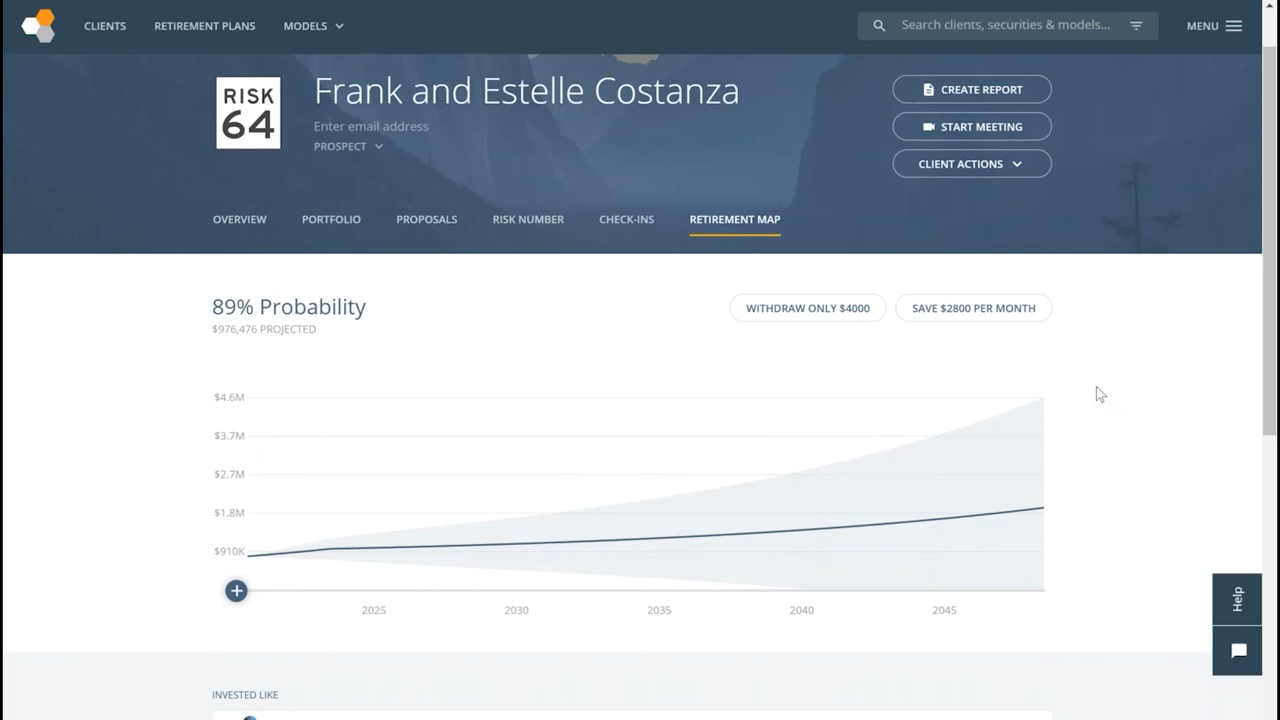 CLIENTS
RETIREMENT PLANS
MODELS
Search clients, securities & models...
MENU
RISK
64
Frank and Estelle Costanza
Enter email address
PROSPECT
CREATE REPORT
START MEETING
CLIENT ACTIONS
OVERVIEW
PORTFOLIO
PROPOSALS
RISK NUMBER
CHECK-INS
RETIREMENT MAP
89% Probability
$976,476 PROJECTED
WITHDRAW ONLY $4000
SAVE $2800 PER MONTH
$4.6M
$3.7M
$2.7M
$1.8M
$910K
2025
2030
2035
2040
2045
Help
INVESTED LIKE